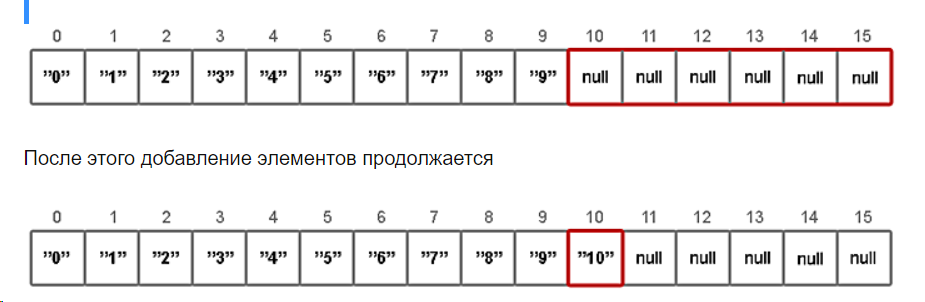 0 1 2 3 4 5 6 7 8 9 10 11 12 13 14 15
"0" "1" "2" "3" "4" "5" "6" "7" "8" "9" null null null null null null
После этого добавление элементов продолжается
0 1 2 3 4 5 6 7 8 9 10 11 12 13 14 15
"0" "1" "2" "3" "4" "5" "6" "7" "8" "9" "10" null null null null null